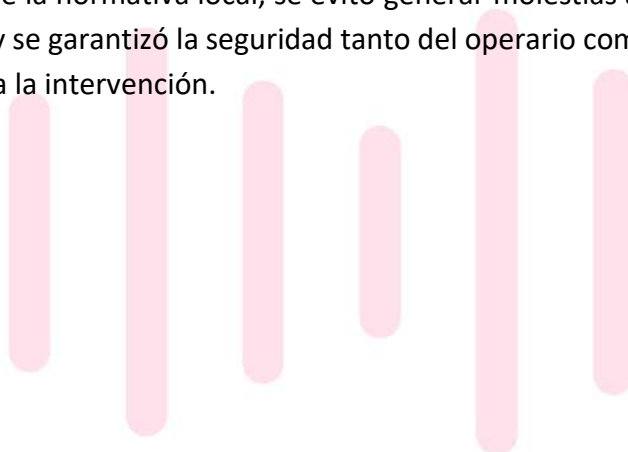 e la normativa local, se evitó generar molestias
y se garantizó la seguridad tanto del operario com
a la intervención.